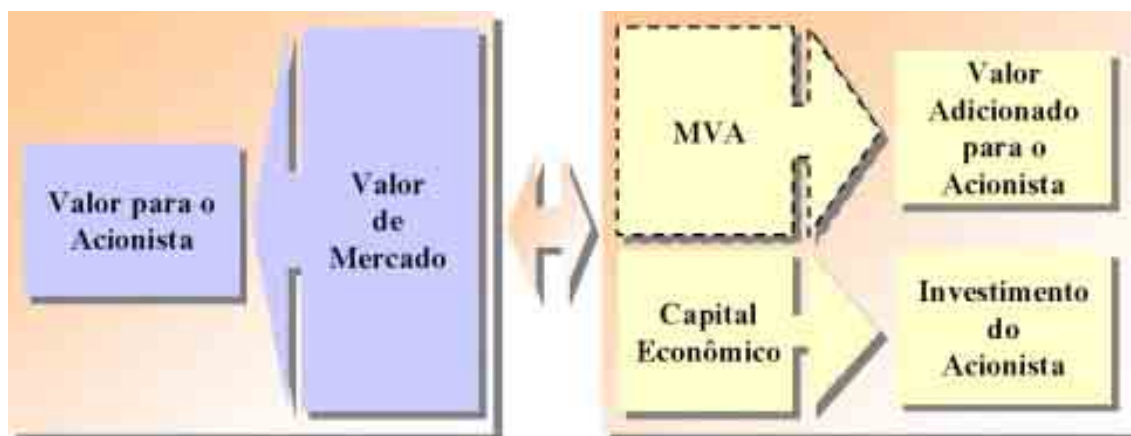 Valor para o
Acionista
Valor
de
Mercado
MVA
Capital
Econômico
Valor
Adicionado
para o
Acionista
Investimento
do
Acionista